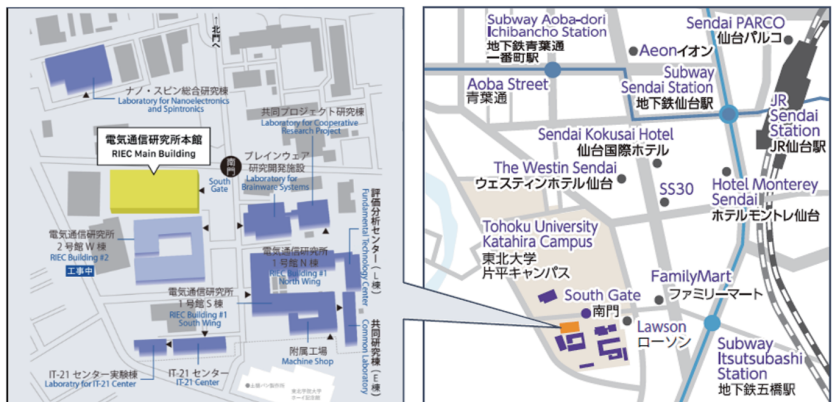 ↑北門へ
ナノ・スピン総合研究棟
Laboratory for Nanoelectronics
and Spintronics
共同プロジェクト研究棟
Laboratory for Cooperative
Research Project
電気通信研究所本館
RIEC Main Building
南門
South
Gate
ブレインウェア
研究開発施設
Laboratory for
Brainware Systems
評価分析センター(L棟)
Fundamental Technology Center
電気通信研究所
2号館W棟
RIEC Building #2
工事中
電気通信研究所
1号館N棟
RIEC Building #1
North Wing
電気通信研究所
1号館S棟
RIEC Building #1
South Wing
附属工場
Machine Shop
共同研究棟(E棟)
Common Laboratory
IT-21 センター実験棟
Labratory for IT-21 Center
IT-21 センター
IT-21 Center
Subway Aoba-dori
Ichibancho Station
地下鉄青葉通
一番町駅
Sendai PARCO
仙台パルコ
Aeonイオン
Aoba Street
青葉通
Subway
Sendai Station
地下鉄仙台駅
JR
Sendai
Station
JR仙台駅
Sendai Kokusai Hotel
仙台国際ホテル
The Westin Sendai
ウェスティンホテル仙台
SS30
Hotel Monterey
Sendai
ホテルモントレ仙台
Tohoku University
Katahira Campus
東北大学
片平キャンパス
FamilyMart
ファミリーマート
South Gate
南門
Lawson
ローソン
Subway
Itsutsubashi
Station
地下鉄五橋駅